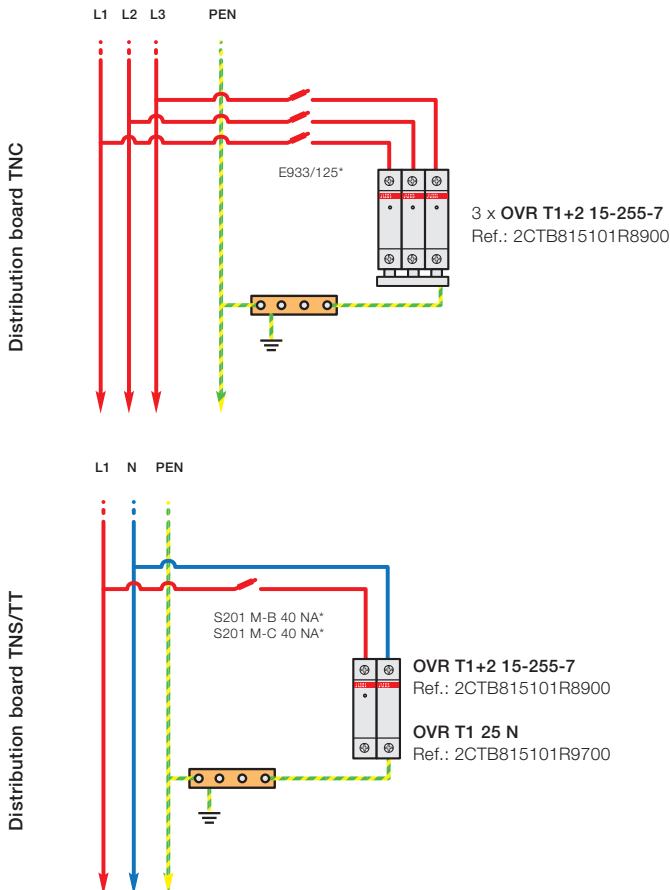 L1 L2 L3 PEN
Distribution board TNC
E933/125*
3 x OVR T1+2 15-255-7
Ref.: 2CTB815101R8900
L1 N PEN
Distribution board TNS/TT
S201 M-B 40 NA*
S201 M-C 40 NA*
OVR T1+2 15-255-7
Ref.: 2CTB815101R8900
OVR T1 25 N
Ref.: 2CTB815101R9700